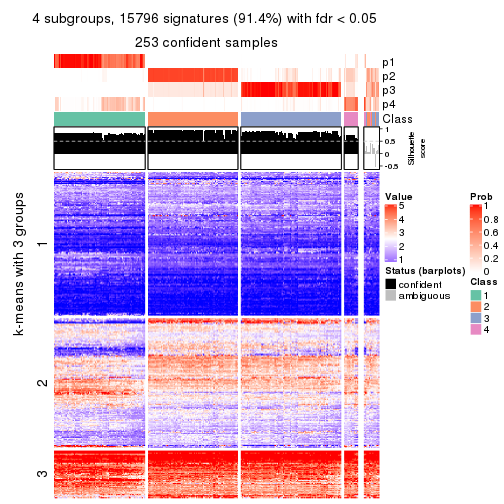 4 subgroups, 15796 signatures (91.4%) with fdr < 0.05
253 confident samples
p1
p2
p3
p4
Class
1
0.5
0
-0.5
Silhouette
score
k-means with 3 groups
1
2
3
Value
5
4
3
2
1
Status (barplots)
confident
ambiguous
Prob
1
0.8
0.6
0.4
0.2
0
Class
1
2
3
4